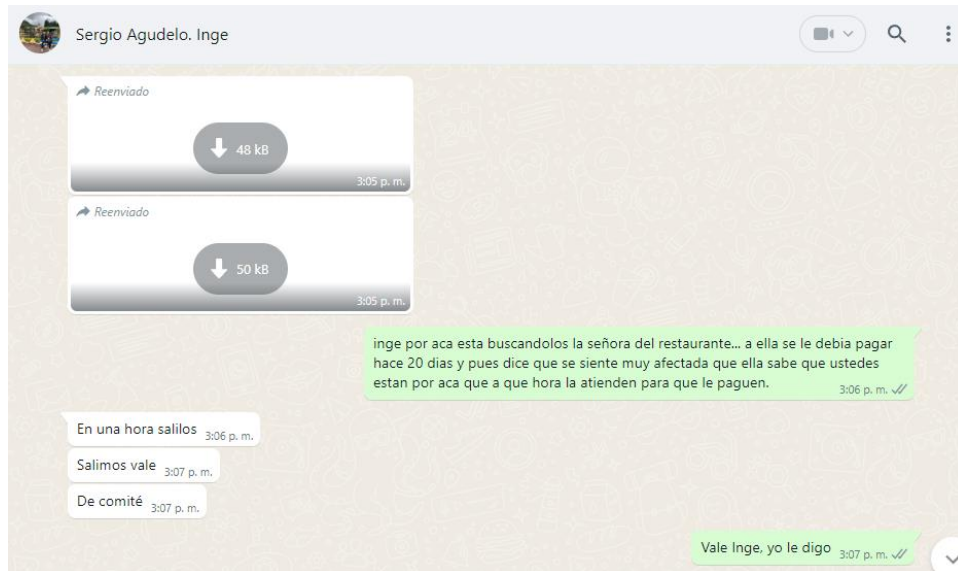 Sergio Agudelo. Inge
Reenviado
48 kB
3:05 p. m.
Reenviado
50 kB
3:05 p. m.
inge por aca esta buscandolos la señora del restaurante... a ella se le debia pagar
hace 20 dias y pues dice que se siente muy afectada que ella sabe que ustedes
estan por aca que a que hora la atienden para que le paguen.
3:06 p. m.
En una hora salilos 3:06 p. m.
Salimos vale 3:07 p. m.
De comité 3:07 p. m.
Vale Inge, yo le digo 3:07 p. m.